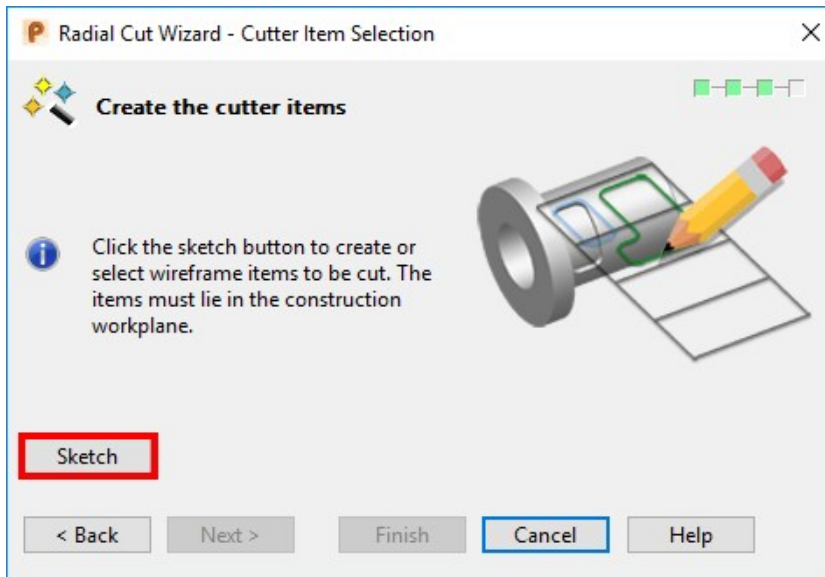 Radial Cut Wizard - Cutter Item Selection
Create the cutter items
Click the sketch button to create or
select wireframe items to be cut. The
items must lie in the construction
workplane.
Sketch
< Back Next > Finish Cancel Help